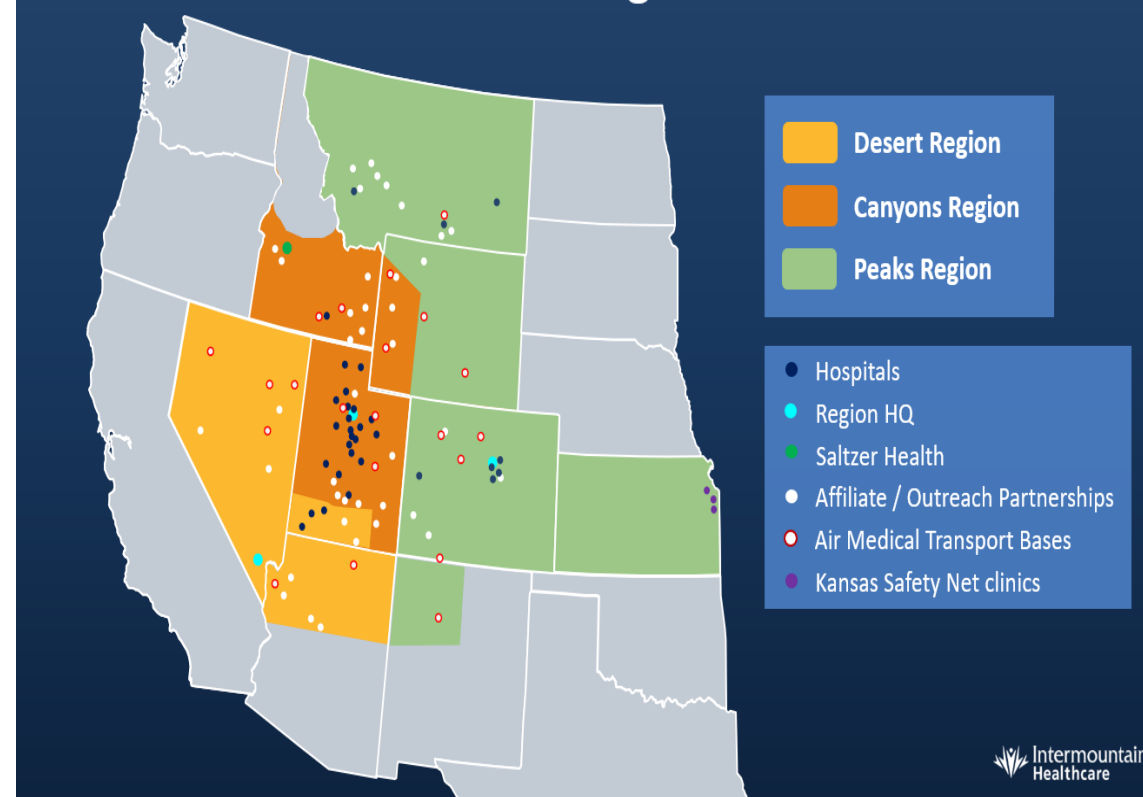 Desert Region
Canyons Region
Peaks Region
Hospitals
Region HQ
Saltzer Health
Affiliate / Outreach Partnerships
Air Medical Transport Bases
Kansas Safety Net clinics
Intermountain
Healthcare